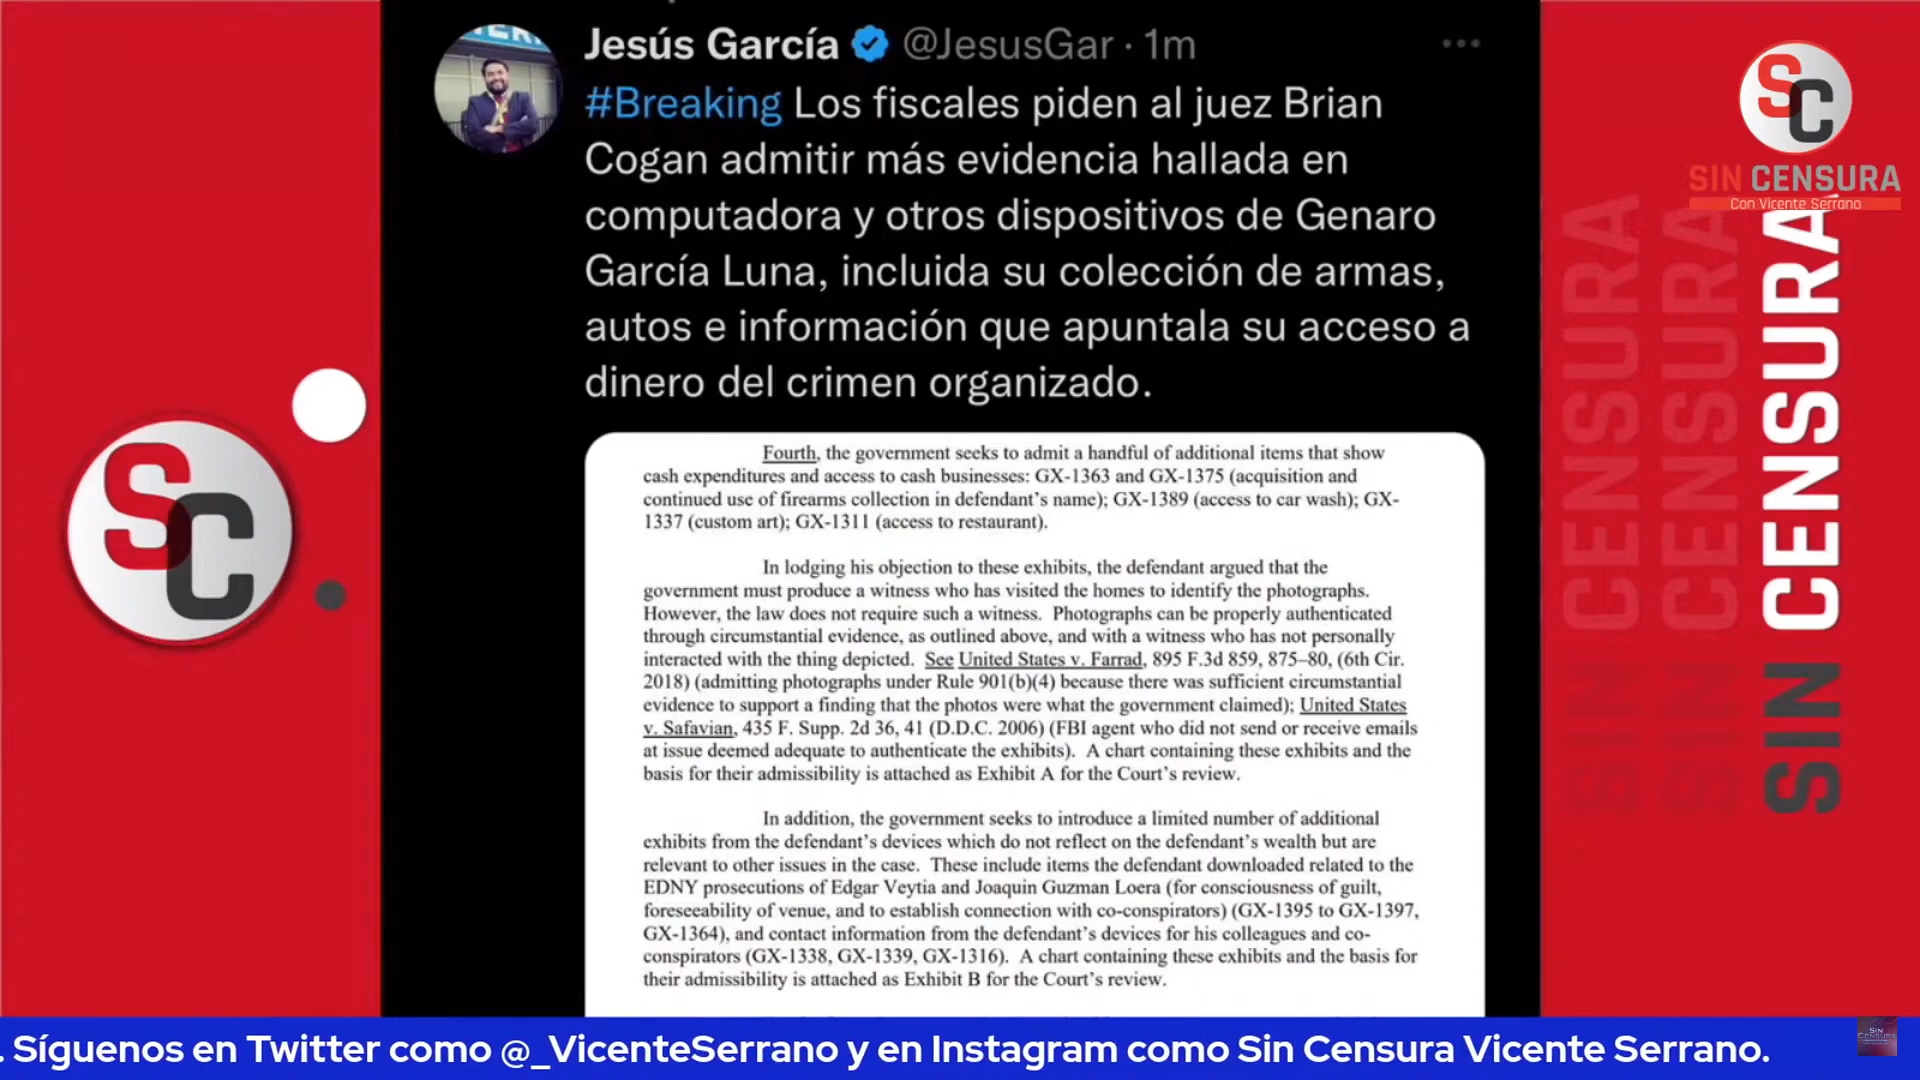 Jesús García @JesusGar · 1m
#Breaking Los fiscales piden al juez Brian
Cogan admitir más evidencia hallada en
computadora y otros dispositivos de Genaro
García Luna, incluida su colección de armas,
autos e información que apuntala su acceso a
dinero del crimen organizado.
Fourth, the government seeks to admit a handful of additional items that show
cash expenditures and access to cash businesses: GX-1363 and GX-1375 (acquisition and
continued use of firearms collection in defendant's name); GX-1389 (access to car wash); GX-
1337 (custom art); GX-1311 (access to restaurant).
In lodging his objection to these exhibits, the defendant argued that the
government must produce a witness who has visited the homes to identify the photographs.
However, the law does not require such a witness. Photographs can be properly authenticated
through circumstantial evidence, as outlined above, and with a witness who has not personally
interacted with the thing depicted. See United States v. Farrad, 895 F.3d 859, 875–80, (6th Cir.
2018) (admitting photographs under Rule 901(b)(4) because there was sufficient circumstantial
evidence to support a finding that the photos were what the government claimed); United States
v. Safavian, 435 F. Supp. 2d 36, 41 (D.D.C. 2006) (FBI agent who did not send or receive emails
at issue deemed adequate to authenticate the exhibits). A chart containing these exhibits and the
basis for their admissibility is attached as Exhibit A for the Court's review.
In addition, the government seeks to introduce a limited number of additional
exhibits from the defendant's devices which do not reflect on the defendant's wealth but are
relevant to other issues in the case. These include items the defendant downloaded related to the
EDNY prosecutions of Edgar Veytia and Joaquin Guzman Loera (for consciousness of guilt,
foreseeability of venue, and to establish connection with co-conspirators) (GX-1395 to GX-1397,
GX-1364), and contact information from the defendant's devices for his colleagues and co-
conspirators (GX-1338, GX-1339, GX-1316). A chart containing these exhibits and the basis for
their admissibility is attached as Exhibit B for the Court's review.
SC
SC
SIN CENSURA
Con Vicente Serrano
SIN CENSURA
SIN CENSURA
SIN CENSURA
. Síguenos en Twitter como @_VicenteSerrano y en Instagram como Sin Censura Vicente Serrano.
SIN
CENSURA